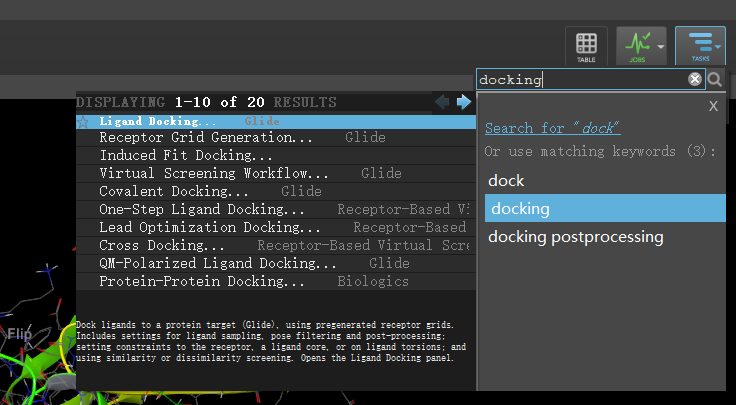 TABLE
JOBS
TASKS
docking
DISPLAYING 1-10 of 20 RESULTS
Ligand Docking... Glide
Receptor Grid Generation... Glide
Induced Fit Docking...
Virtual Screening Workflow... Glide
Covalent Docking... Glide
One-Step Ligand Docking... Receptor-Based Vi
Lead Optimization Docking... Receptor-Based
Cross Docking... Receptor-Based Virtual Scre
QM-Polarized Ligand Docking... Glide
Protein-Protein Docking... Biologics
Dock ligands to a protein target (Glide), using pregenerated receptor grids.
Includes settings for ligand sampling, pose filtering and post-processing;
setting constraints to the receptor, a ligand core, or on ligand torsions; and
using similarity or dissimilarity screening. Opens the Ligand Docking panel.
X
Search for "dock"
Or use matching keywords (3):
dock
docking
docking postprocessing
Flip